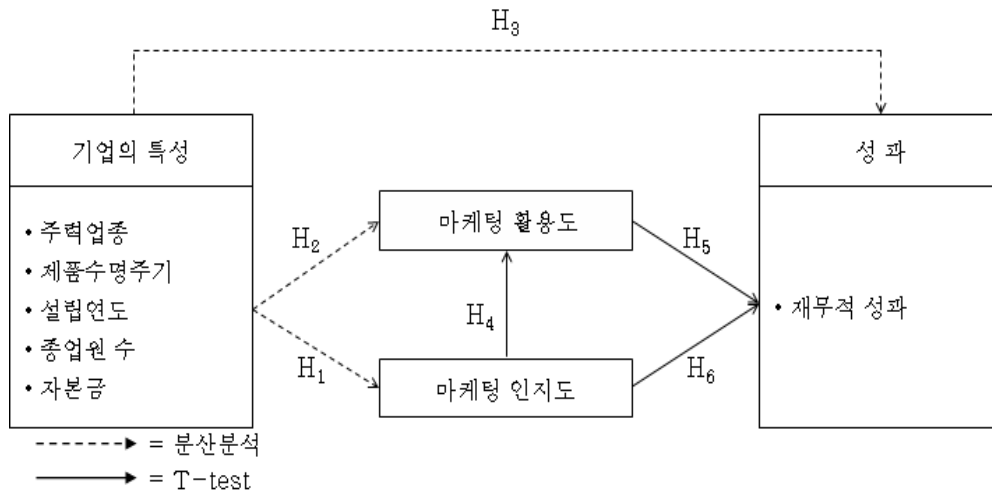 H3
기업의 특성
• 주력업종
• 제품수명주기
• 설립연도
• 종업원 수
• 자본금
H2
H1
마케팅 활용도
H4
마케팅 인지도
H5
H6
성 과
• 재무적 성과
= 분산분석
= T-test